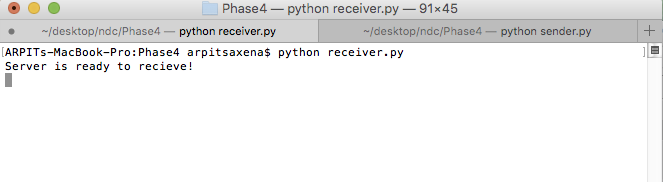 Phase4 — python receiver.py — 91×45
~/desktop/ndc/Phase4 — python receiver.py
~/desktop/ndc/Phase4 — python sender.py
[ARPITs-MacBook-Pro:Phase4 arpitsaxena$ python receiver.py ]
Server is ready to recieve!